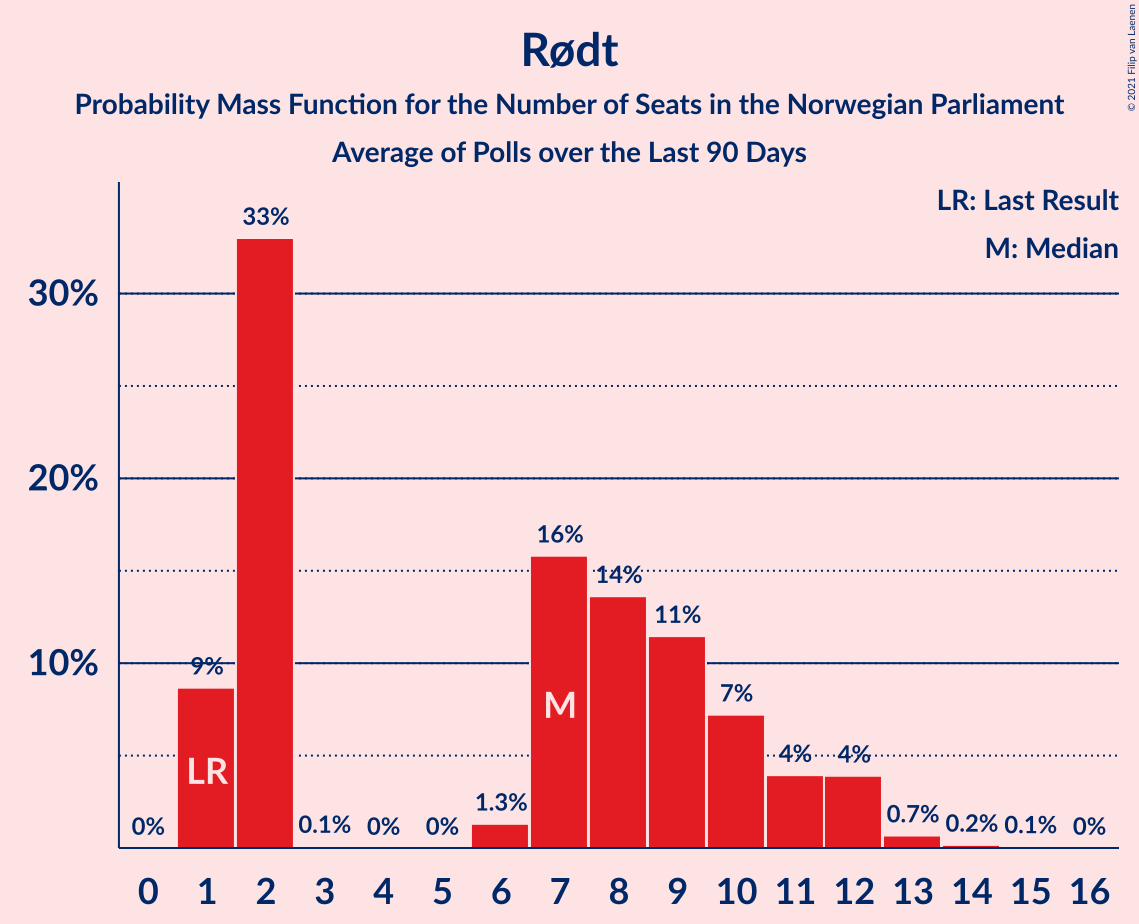 Rødt
Probability Mass Function for the Number of Seats in the Norwegian Parliament
Average of Polls over the Last 90 Days
© 2021 Filip van Laenen
LR: Last Result
M: Median
30%
20%
10%
0%
9%
33%
0.1%
0%
0%
1.3%
16%
14%
11%
7%
4%
4%
0.7%
0.2%
0.1%
0%
LR
M
0 1 2 3 4 5 6 7 8 9 10 11 12 13 14 15 16